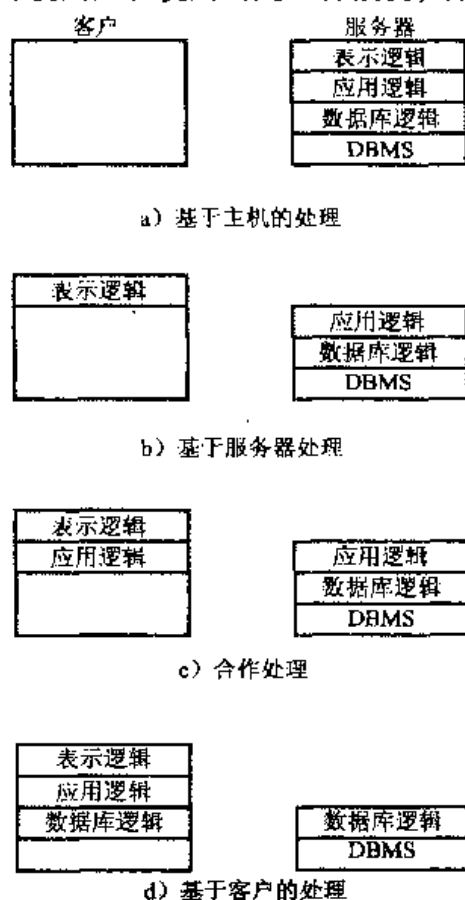 客户
服务器
表示逻辑
应用逻辑
数据库逻辑
DBMS
a）基于主机的处理
表示逻辑
应用逻辑
数据库逻辑
DBMS
b）基于服务器处理
表示逻辑
应用逻辑
应用逻辑
数据库逻辑
DBMS
c）合作处理
表示逻辑
应用逻辑
数据库逻辑
数据库逻辑
DBMS
d）基于客户的处理